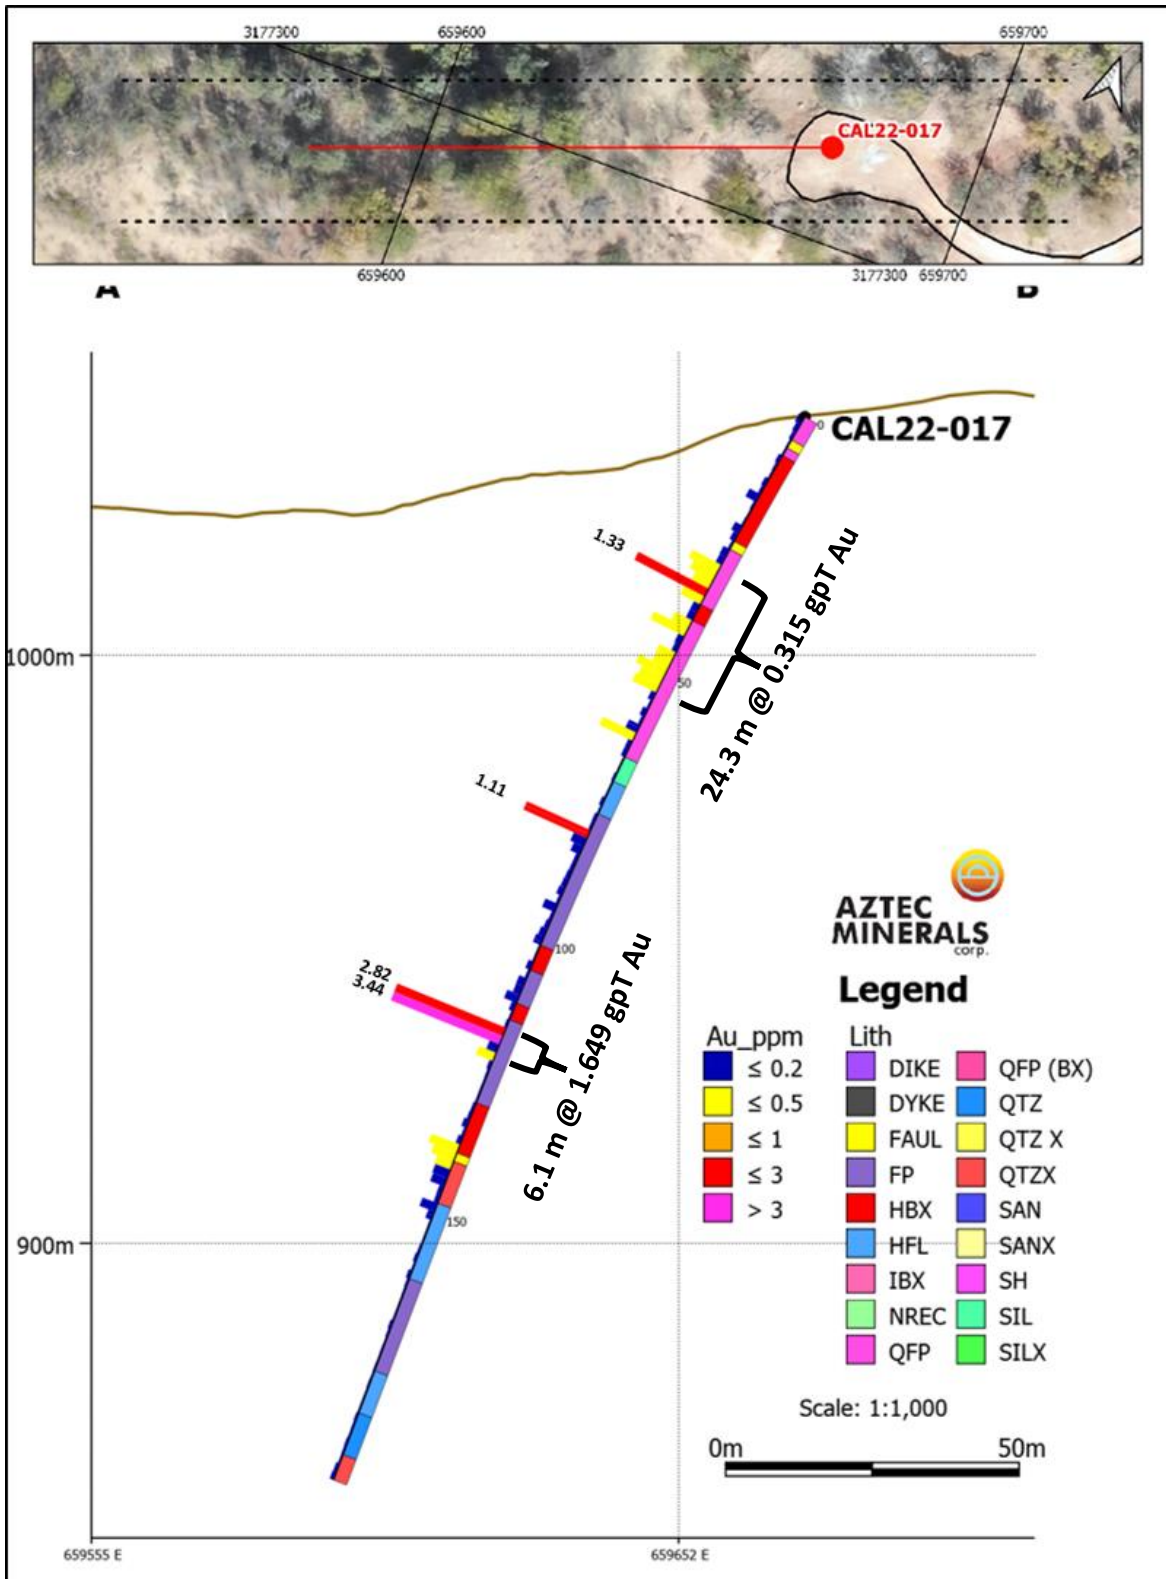 3177300 659600 659700
CAL22-017
659600 3177300 659700
CAL22-017
0
1.33
24.3 m @ 0.315 gpT Au
1000m
50
1.11
100
2.82
3.44
6.1 m @ 1.649 gpT Au
150
900m
AZTEC
MINERALS
corp.
Legend
Au_ppm
≤ 0.2
≤ 0.5
≤ 1
≤ 3
> 3
Lith
DIKE
DYKE
FAUL
FP
HBX
HFL
IBX
NREC
QFP
QFP (BX)
QTZ
QTZ X
QTZX
SAN
SANX
SH
SIL
SILX
Scale: 1:1,000
0m 50m
659555 E 659652 E